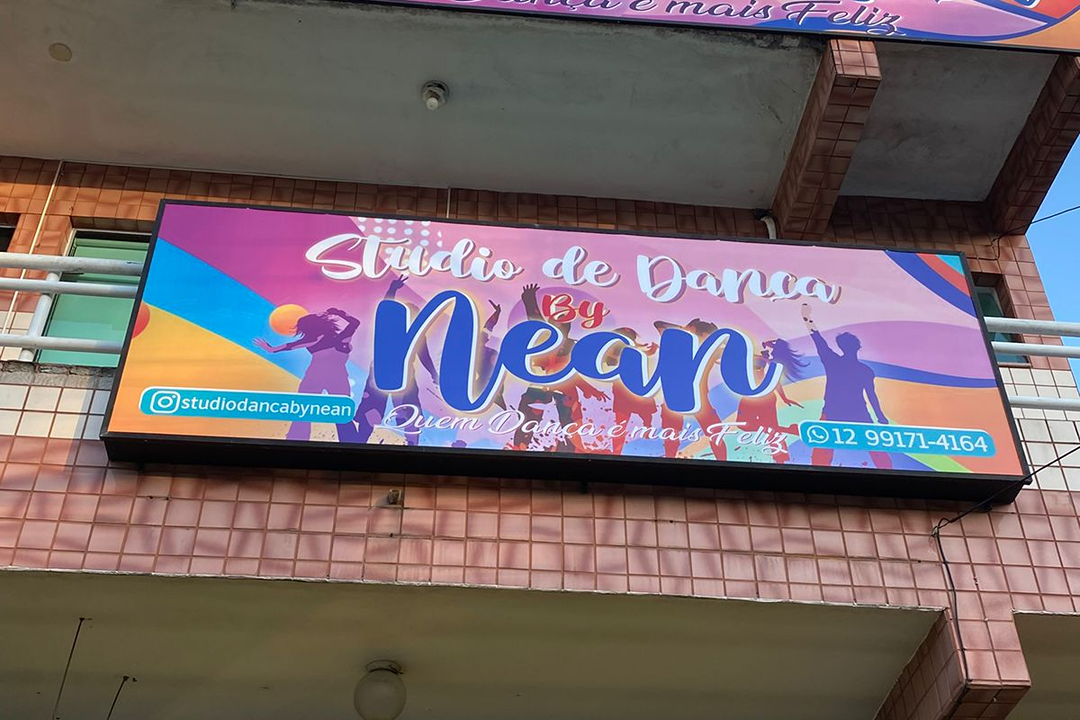 Dança é mais Feliz
Studio de Dança
By
Nean
Quem Dança é mais Feliz
studiodancabynean
12 99171-4164